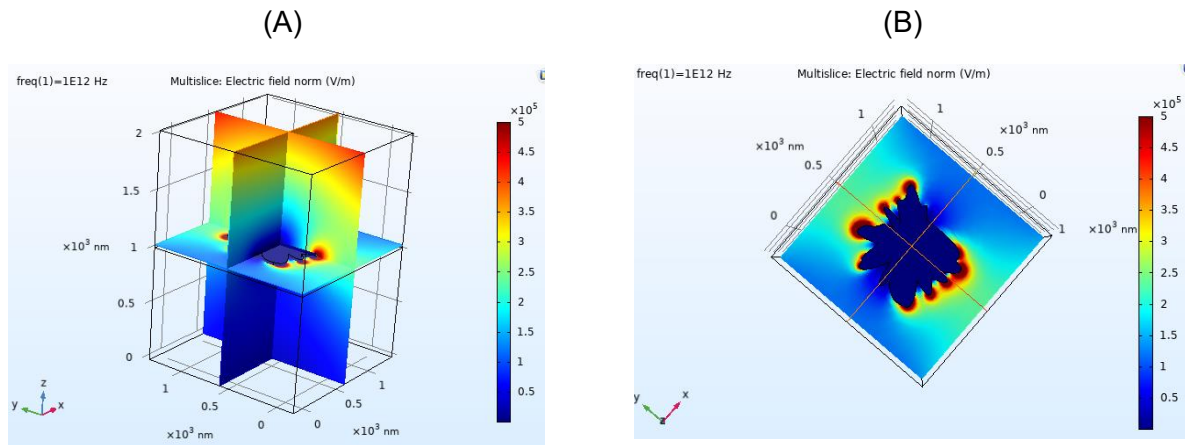 (A)
freq(1)=1E12 Hz Multislice: Electric field norm (V/m)
×10⁵
5
4.5
4
3.5
3
2.5
2
1.5
1
0.5
2
1.5
×10³ nm 1
0.5
0
1
0.5
×10³ nm 0
1
0.5
0 ×10³ nm
z
y x
(B)
freq(1)=1E12 Hz Multislice: Electric field norm (V/m)
×10⁵
5
4.5
4
3.5
3
2.5
2
1.5
1
0.5
1
×10³ nm
0.5
0
1
×10³ nm
0.5
0
1 ×10³ nm
y x
z